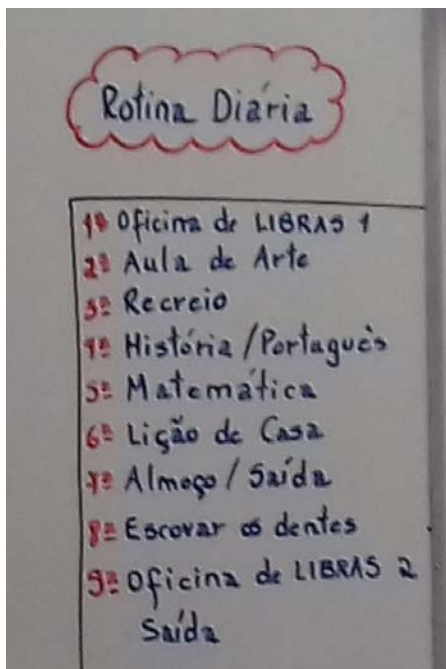 Rotina Diária
1º Oficina de LIBRAS 1
2º Aula de Arte
3º Recreio
4º História / Português
5º Matemática
6º Lição de Casa
7º Almoço / Saída
8º Escovar os dentes
9º Oficina de LIBRAS 2
Saída